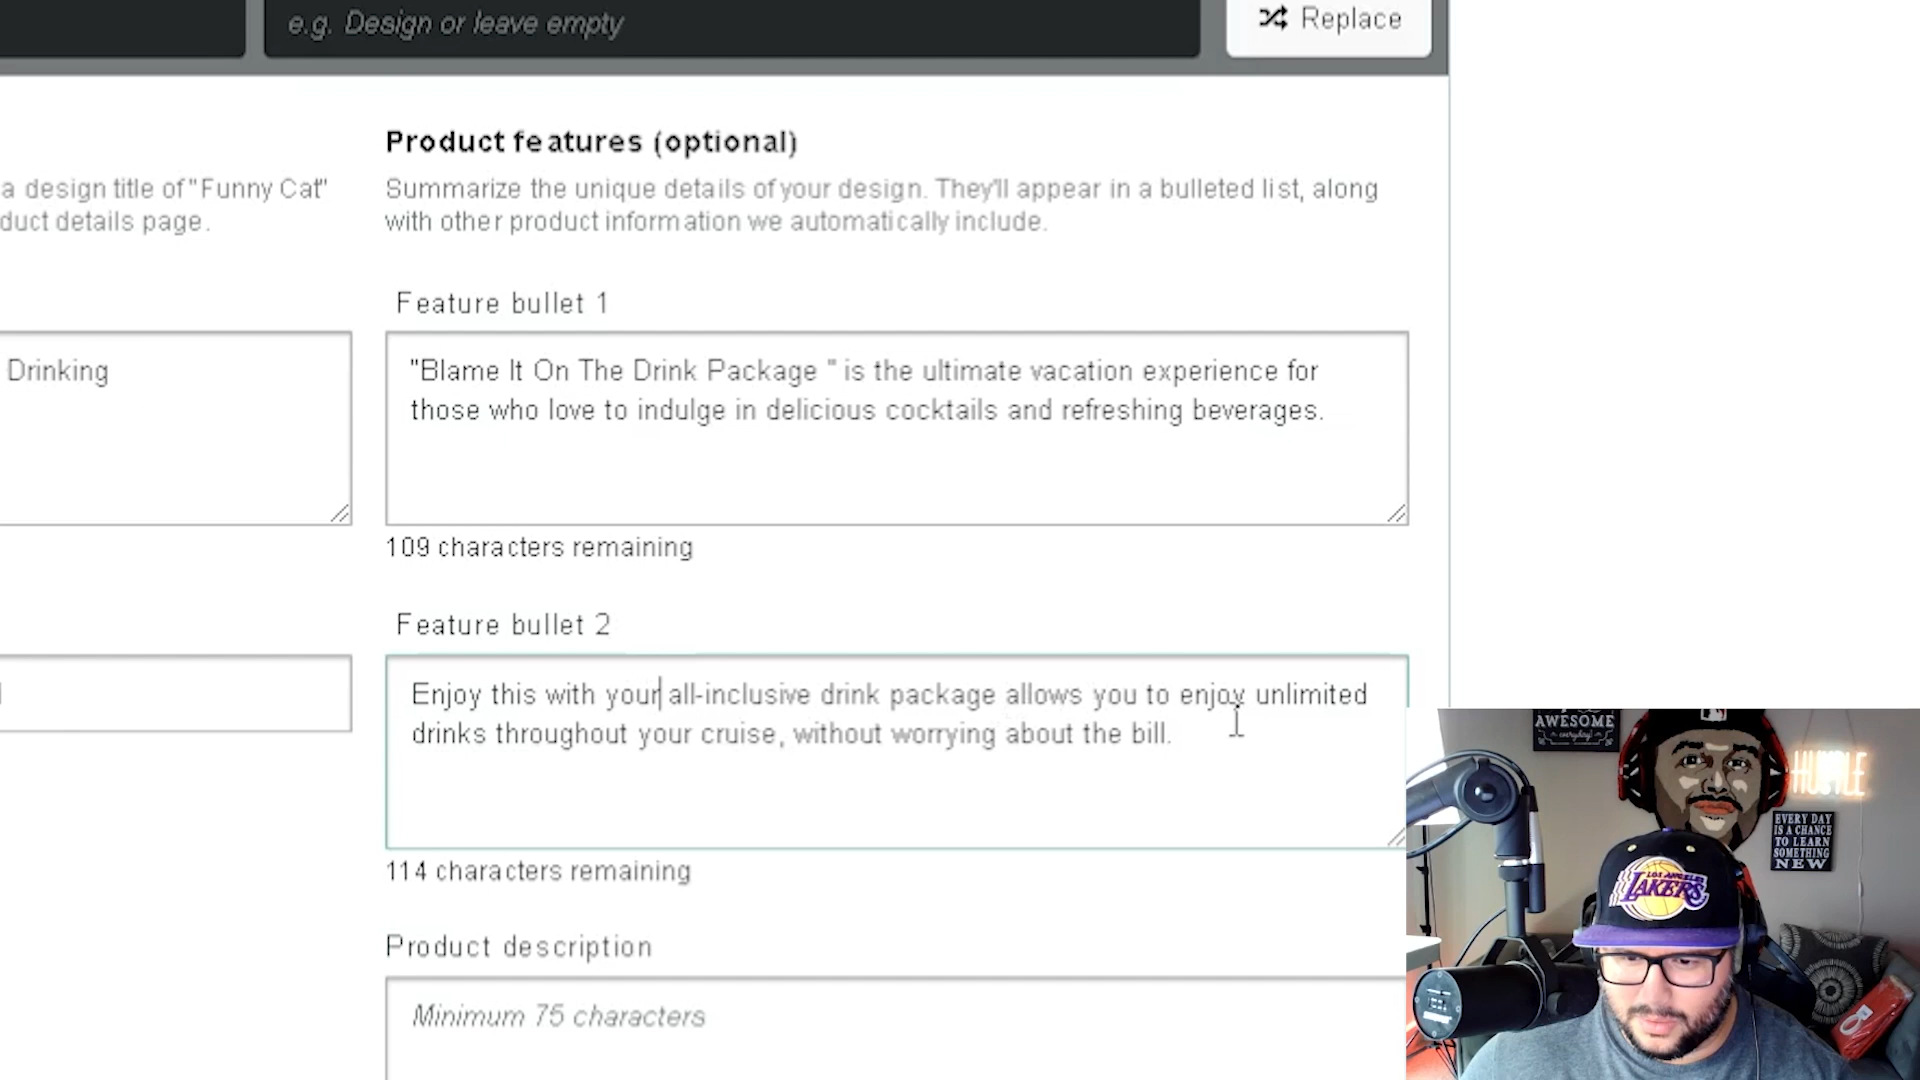 e.g. Design or leave empty
Replace
a design title of "Funny Cat"
duct details page.
Product features (optional)
Summarize the unique details of your design. They'll appear in a bulleted list, along
with other product information we automatically include.
Feature bullet 1
Drinking
"Blame It On The Drink Package " is the ultimate vacation experience for
those who love to indulge in delicious cocktails and refreshing beverages.
109 characters remaining
Feature bullet 2
Enjoy this with your all-inclusive drink package allows you to enjoy unlimited
drinks throughout your cruise, without worrying about the bill.
114 characters remaining
Product description
Minimum 75 characters
AWESOME
everyday!
HUSTLE
EVERY DAY
IS A CHANCE
TO LEARN
SOMETHING
NEW
LOS ANGELES
LAKERS